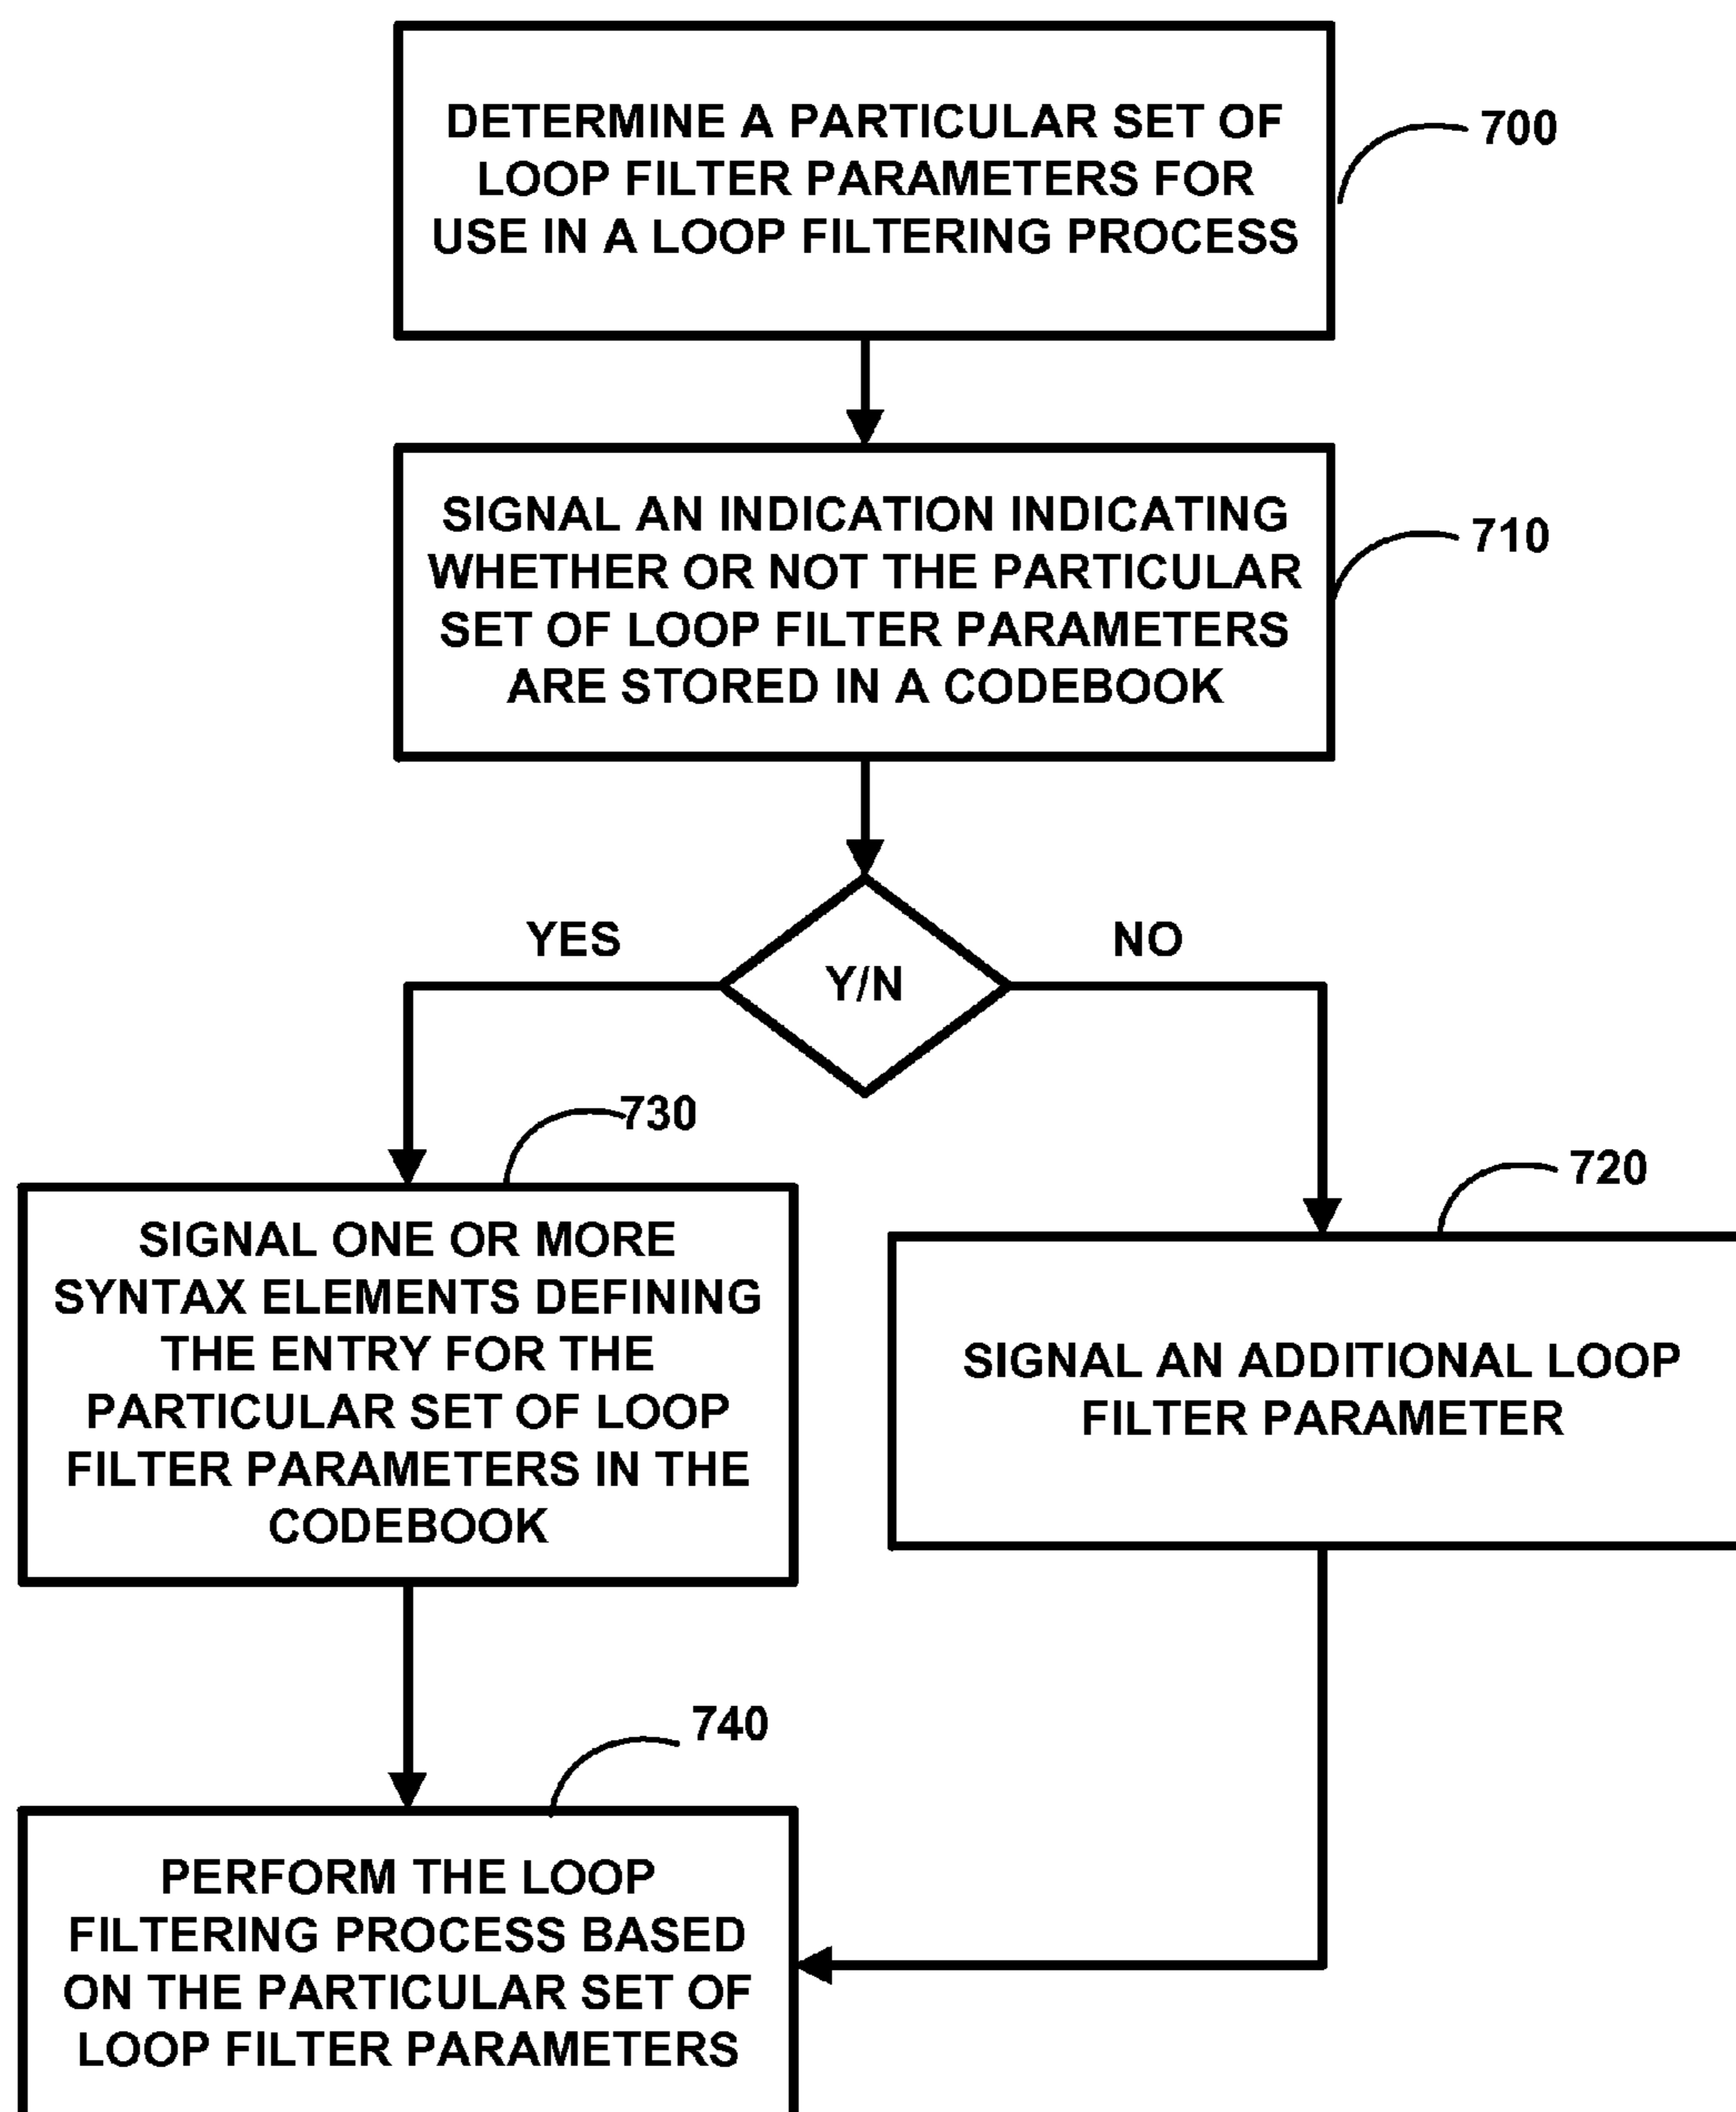 DETERMINE A PARTICULAR SET OF
LOOP FILTER PARAMETERS FOR
USE IN A LOOP FILTERING PROCESS
700
SIGNAL AN INDICATION INDICATING
WHETHER OR NOT THE PARTICULAR
SET OF LOOP FILTER PARAMETERS
ARE STORED IN A CODEBOOK
710
YES
Y/N
NO
730
SIGNAL ONE OR MORE
SYNTAX ELEMENTS DEFINING
THE ENTRY FOR THE
PARTICULAR SET OF LOOP
FILTER PARAMETERS IN THE
CODEBOOK
720
SIGNAL AN ADDITIONAL LOOP
FILTER PARAMETER
740
PERFORM THE LOOP
FILTERING PROCESS BASED
ON THE PARTICULAR SET OF
LOOP FILTER PARAMETERS